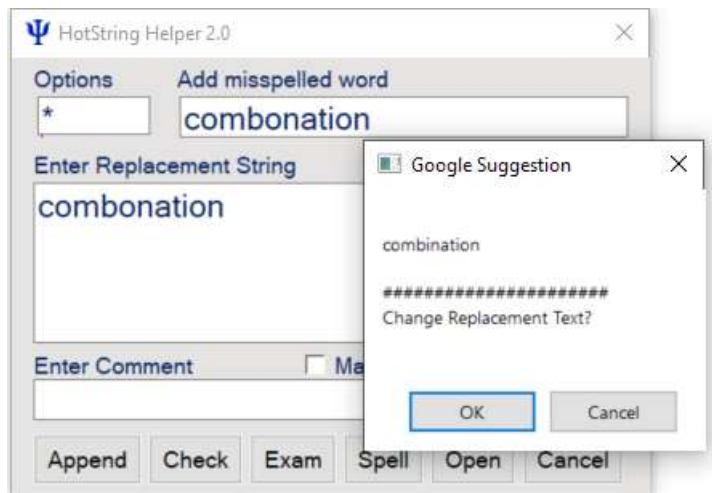 Ψ HotString Helper 2.0
Options Add misspelled word
* combonation
Enter Replacement String
combonation
Enter Comment Ma
Append Check Exam Spell Open Cancel
Google Suggestion
combination
######################
Change Replacement Text?
OK Cancel